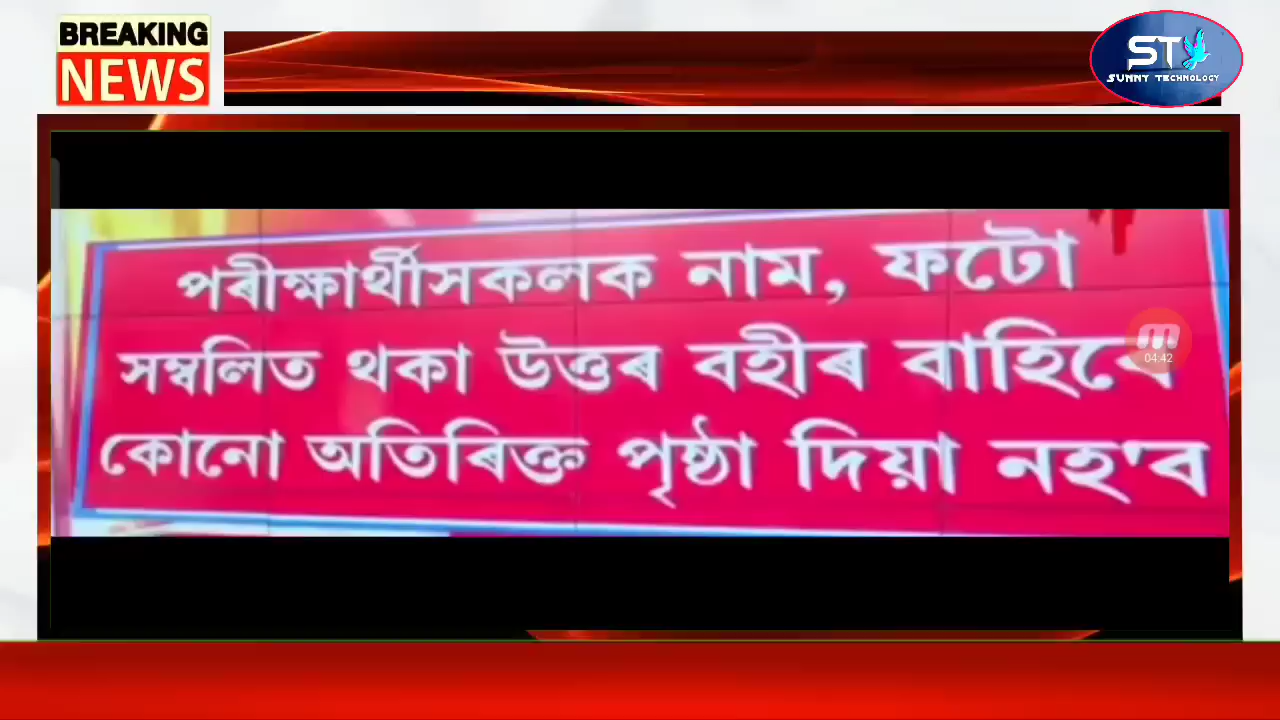 BREAKING
NEWS
ST
SUNNY TECHNOLOGY
পৰীক্ষাৰ্থীসকলক নাম, ফটো
সম্বলিত থকা উত্তৰ বহীৰ বাহিৰে
কোনো অতিৰিক্ত পৃষ্ঠা দিয়া নহ'ব
04:42